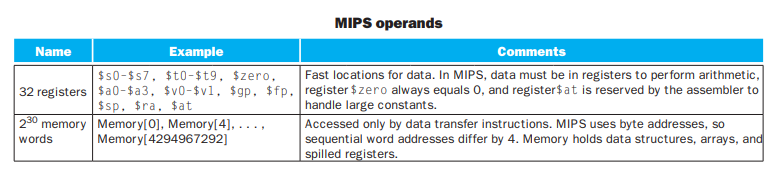 MIPS operands
Name Example Comments
32 registers
$s0-$s7, $t0-$t9, $zero,
$a0-$a3, $v0-$v1, $gp, $fp,
$sp, $ra, $at
Fast locations for data. In MIPS, data must be in registers to perform arithmetic,
register $zero always equals 0, and register $at is reserved by the assembler to
handle large constants.
2³⁰ memory
words
Memory[0], Memory[4], . . . ,
Memory[4294967292]
Accessed only by data transfer instructions. MIPS uses byte addresses, so
sequential word addresses differ by 4. Memory holds data structures, arrays, and
spilled registers.